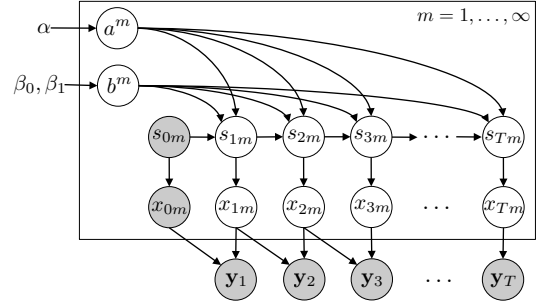 α a^m m = 1, . . . , ∞
β_0, β_1 b^m
s_{0m} s_{1m} s_{2m} s_{3m} · · · s_{Tm}
x_{0m} x_{1m} x_{2m} x_{3m} · · · x_{Tm}
y_1 y_2 y_3 · · · y_T